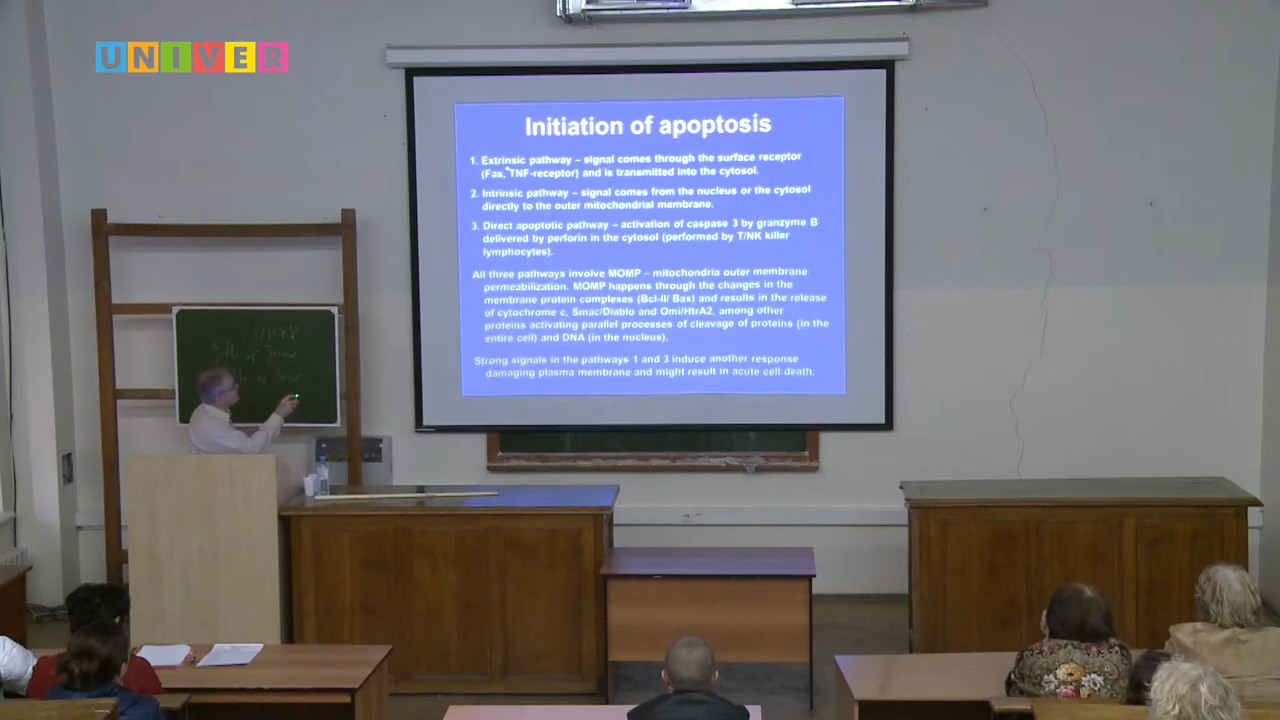 UNIVER
Initiation of apoptosis
1. Extrinsic pathway – signal comes through the surface receptor
(Fas, TNF-receptor) and is transmitted into the cytosol.
2. Intrinsic pathway – signal comes from the nucleus or the cytosol
directly to the outer mitochondrial membrane.
3. Direct apoptotic pathway – activation of caspase 3 by granzyme B
delivered by perforin in the cytosol (performed by T/NK killer
lymphocytes).
All three pathways involve MOMP – mitochondria outer membrane
permeabilization. MOMP happens through the changes in the
membrane protein complexes (Bcl-II/ Bax) and results in the release
of cytochrome c, Smac/Diablo and Omi/HtrA2, among other
proteins activating parallel processes of cleavage of proteins (in the
entire cell) and DNA (in the nucleus).
Strong signals in the pathways 1 and 3 induce another response
damaging plasma membrane and might result in acute cell death.